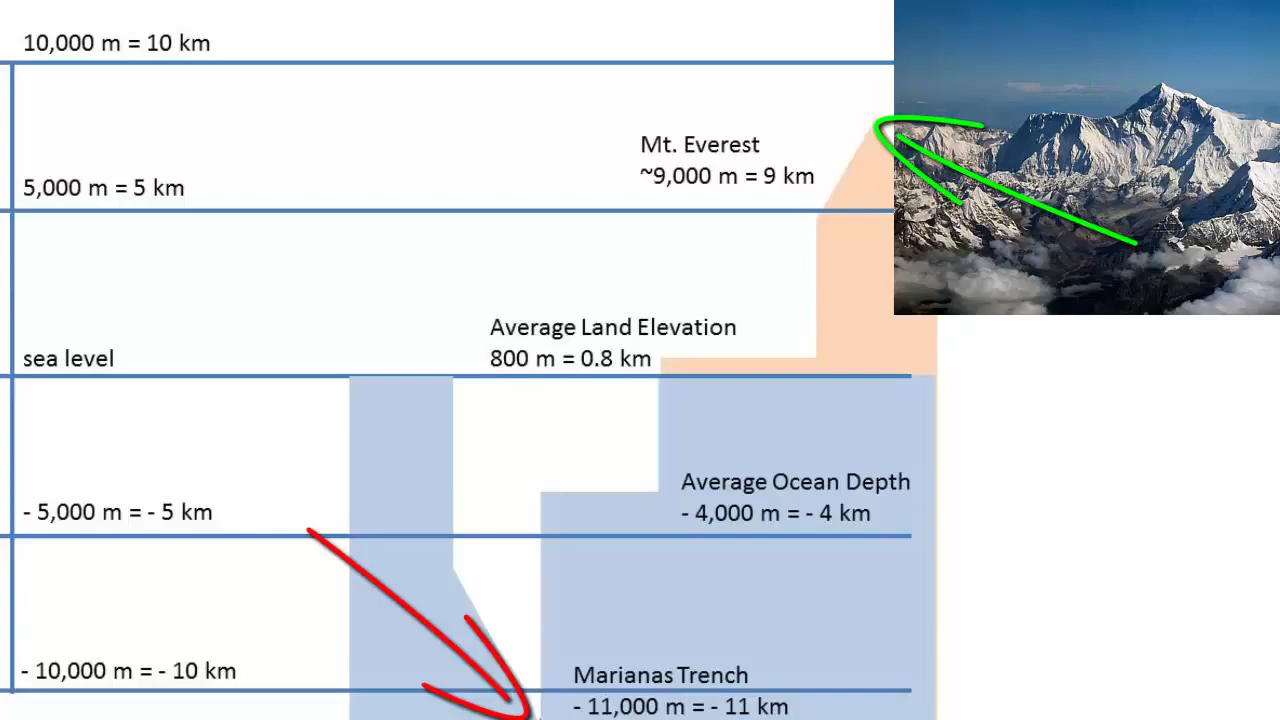 10,000 m = 10 km
Mt. Everest
~9,000 m = 9 km
5,000 m = 5 km
Average Land Elevation
800 m = 0.8 km
sea level
Average Ocean Depth
- 4,000 m = - 4 km
- 5,000 m = - 5 km
- 10,000 m = - 10 km
Marianas Trench
- 11,000 m = - 11 km